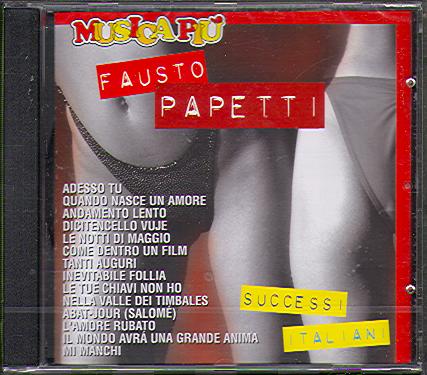 MUSICA PIÙ
FAUSTO
PAPETTI
ADESSO TU
QUANDO NASCE UN AMORE
ANDAMENTO LENTO
DICITENCELLO VUJE
LE NOTTI DI MAGGIO
COME DENTRO UN FILM
TANTI AUGURI
INEVITABILE FOLLIA
LE TUE CHIAVI NON HO
NELLA VALLE DEI TIMBALES
ABAT-JOUR (SALOMÈ)
L'AMORE RUBATO
IL MONDO AVRÁ UNA GRANDE ANIMA
MI MANCHI
SUCCESSI
ITALIANI